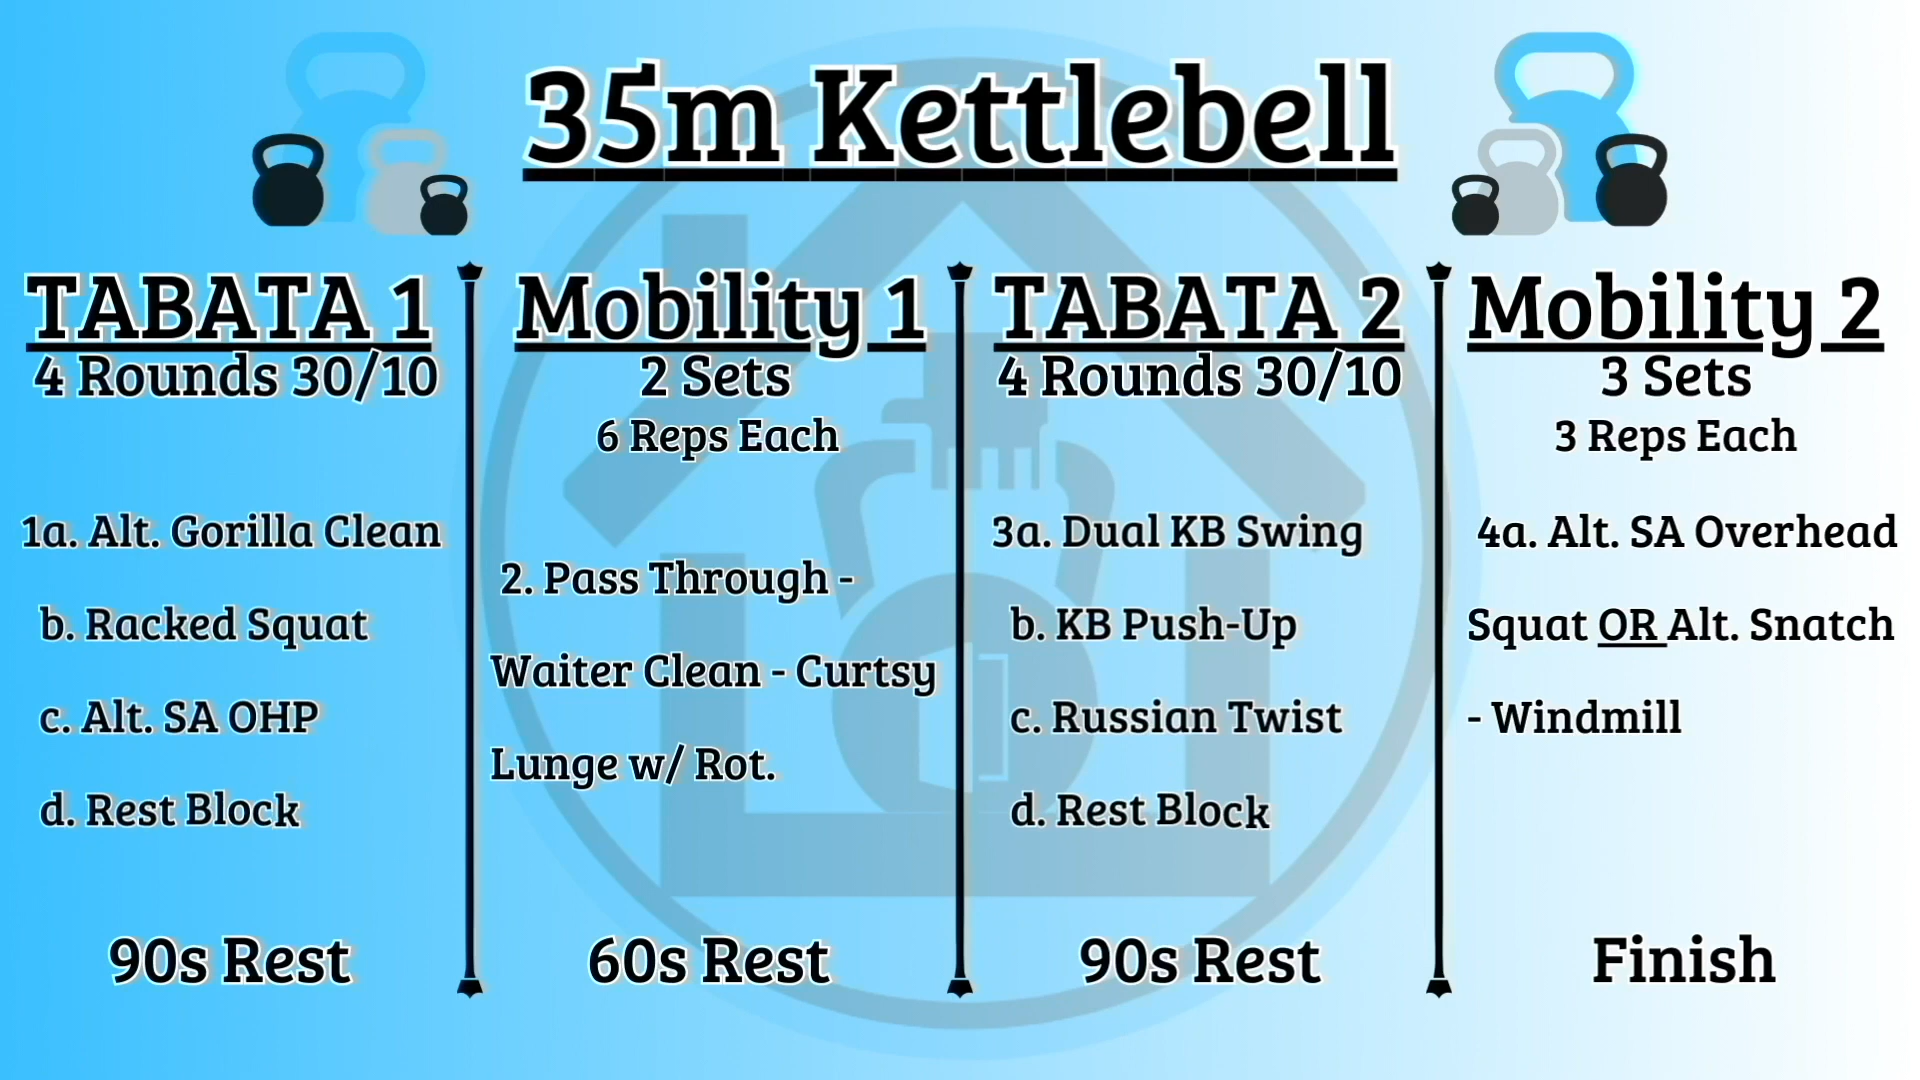 35m Kettlebell
TABATA 1
4 Rounds 30/10
1a. Alt. Gorilla Clean
b. Racked Squat
c. Alt. SA OHP
d. Rest Block
90s Rest
Mobility 1
2 Sets
6 Reps Each
2. Pass Through -
Waiter Clean - Curtsy
Lunge w/ Rot.
60s Rest
TABATA 2
4 Rounds 30/10
3a. Dual KB Swing
b. KB Push-Up
c. Russian Twist
d. Rest Block
90s Rest
Mobility 2
3 Sets
3 Reps Each
4a. Alt. SA Overhead
Squat OR Alt. Snatch
- Windmill
Finish